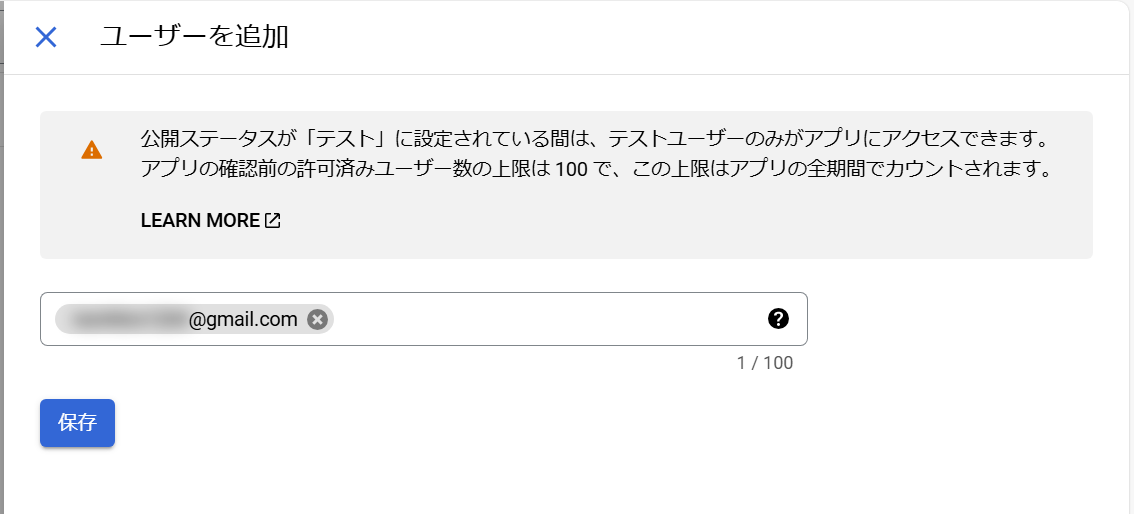 ユーザーを追加
公開ステータスが「テスト」に設定されている間は、テストユーザーのみがアプリにアクセスできます。
アプリの確認前の許可済みユーザー数の上限は 100 で、この上限はアプリの全期間でカウントされます。
LEARN MORE
@gmail.com
1 / 100
保存